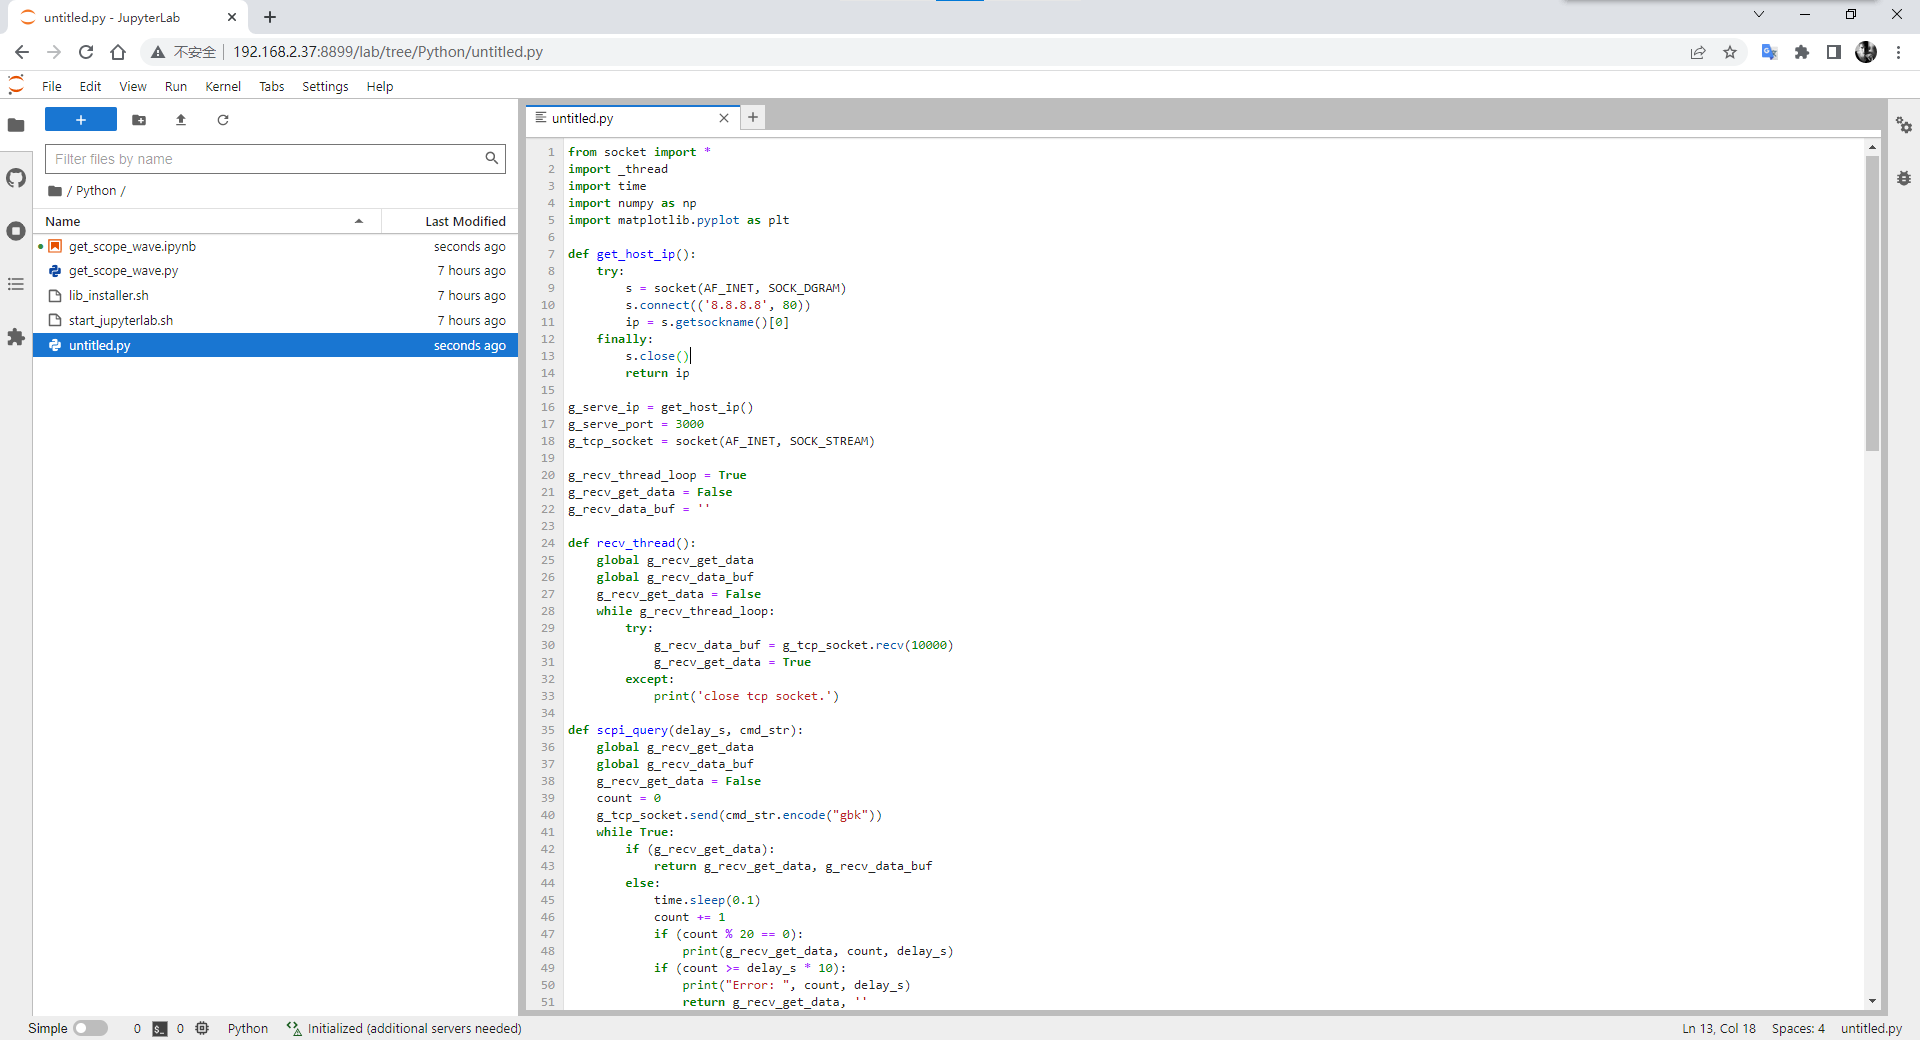 untitled.py - JupyterLab
不安全 192.168.2.37:8899/lab/tree/Python/untitled.py
File Edit View Run Kernel Tabs Settings Help
Filter files by name
/ Python /
Name Last Modified
get_scope_wave.ipynb seconds ago
get_scope_wave.py 7 hours ago
lib_installer.sh 7 hours ago
start_jupyterlab.sh 7 hours ago
untitled.py seconds ago
untitled.py
1 from socket import *
2 import _thread
3 import time
4 import numpy as np
5 import matplotlib.pyplot as plt
6
7 def get_host_ip():
8     try:
9         s = socket(AF_INET, SOCK_DGRAM)
10         s.connect(('8.8.8.8', 80))
11         ip = s.getsockname()[0]
12     finally:
13         s.close()
14         return ip
15
16 g_serve_ip = get_host_ip()
17 g_serve_port = 3000
18 g_tcp_socket = socket(AF_INET, SOCK_STREAM)
19
20 g_recv_thread_loop = True
21 g_recv_get_data = False
22 g_recv_data_buf = ''
23
24 def recv_thread():
25     global g_recv_get_data
26     global g_recv_data_buf
27     g_recv_get_data = False
28     while g_recv_thread_loop:
29         try:
30             g_recv_data_buf = g_tcp_socket.recv(10000)
31             g_recv_get_data = True
32         except:
33             print('close tcp socket.')
34
35 def scpi_query(delay_s, cmd_str):
36     global g_recv_get_data
37     global g_recv_data_buf
38     g_recv_get_data = False
39     count = 0
40     g_tcp_socket.send(cmd_str.encode("gbk"))
41     while True:
42         if (g_recv_get_data):
43             return g_recv_get_data, g_recv_data_buf
44         else:
45             time.sleep(0.1)
46             count += 1
47             if (count % 20 == 0):
48                 print(g_recv_get_data, count, delay_s)
49             if (count >= delay_s * 10):
50                 print("Error: ", count, delay_s)
51                 return g_recv_get_data, ''
Simple 0 $_ 0 Python Initialized (additional servers needed) Ln 13, Col 18 Spaces: 4 untitled.py